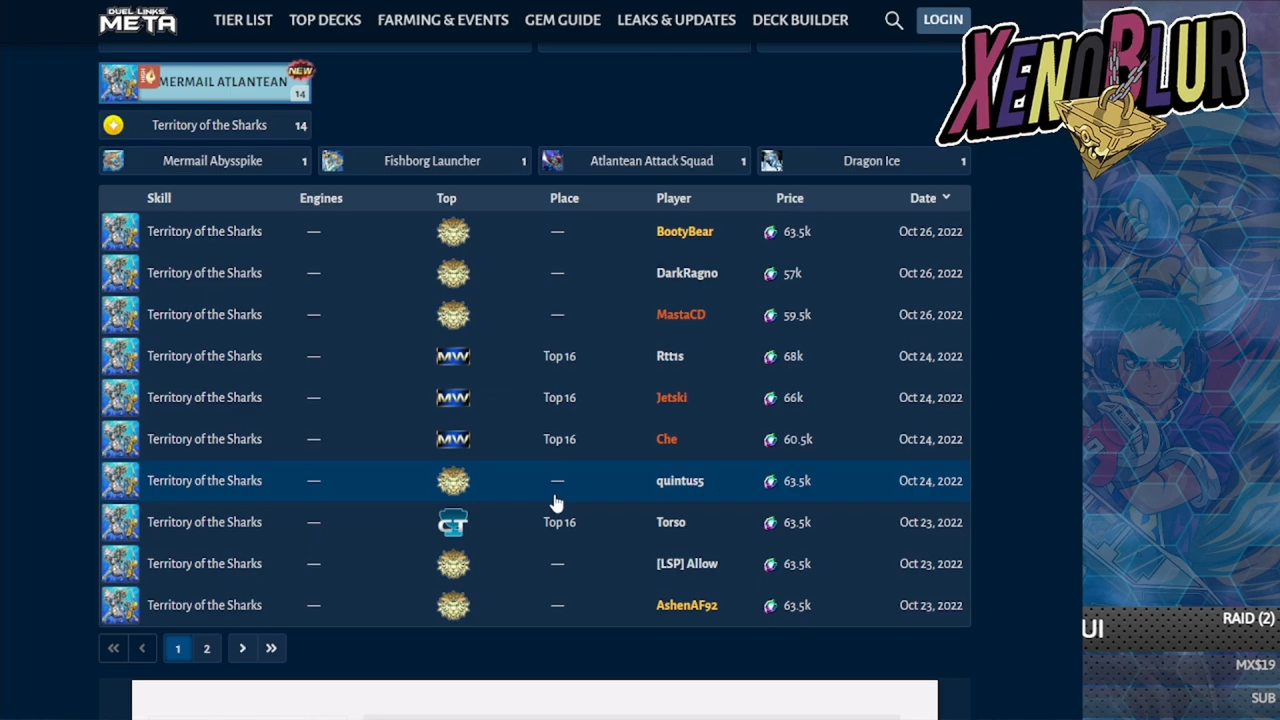 DUEL LINKS
META
TIER LIST TOP DECKS FARMING & EVENTS GEM GUIDE LEAKS & UPDATES DECK BUILDER LOGIN
XENOBLUR
HIGH MERMAIL ATLANTEAN NEW 14
Territory of the Sharks 14
Mermail Abysspike 1 Fishborg Launcher 1 Atlantean Attack Squad 1 Dragon Ice 1
Skill Engines Top Place Player Price Date
Territory of the Sharks — — BootyBear 63.5k Oct 26, 2022
Territory of the Sharks — — DarkRagno 57k Oct 26, 2022
Territory of the Sharks — — MastaCD 59.5k Oct 26, 2022
Territory of the Sharks — MW Top 16 Rtt1s 68k Oct 24, 2022
Territory of the Sharks — MW Top 16 Jetski 66k Oct 24, 2022
Territory of the Sharks — MW Top 16 Che 60.5k Oct 24, 2022
Territory of the Sharks — — quintus5 63.5k Oct 24, 2022
Territory of the Sharks — CT Top 16 Torso 63.5k Oct 23, 2022
Territory of the Sharks — — [LSP] Allow 63.5k Oct 23, 2022
Territory of the Sharks — — AshenAF92 63.5k Oct 23, 2022
« ‹ 1 2 › »
UI
RAID (2)
MX$19
SUB